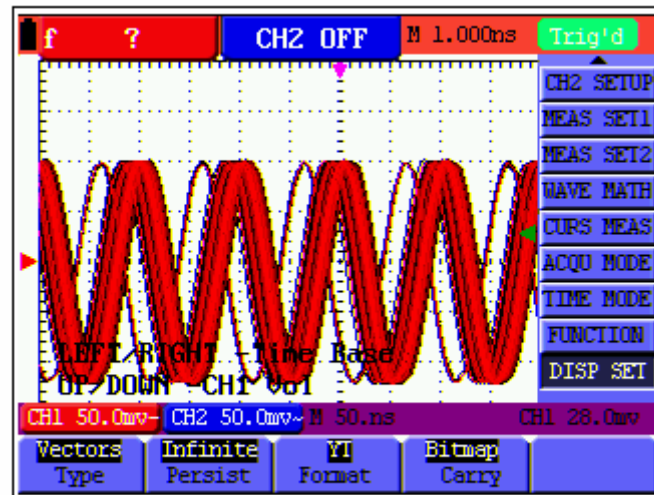 f ? CH2 OFF M 1.000ns Trig'd
CH2 SETUP
MEAS SET1
MEAS SET2
WAVE MATH
CURS MEAS
ACQU MODE
TIME MODE
FUNCTION
DISP SET
LEFT/RIGHT -Time Base
UP/DOWN -CH1 Vol
CH1 50.0mv- CH2 50.0mv~ M 50.ns CH1 28.0mv
Vectors Infinite YT Bitmap
Type Persist Format Carry